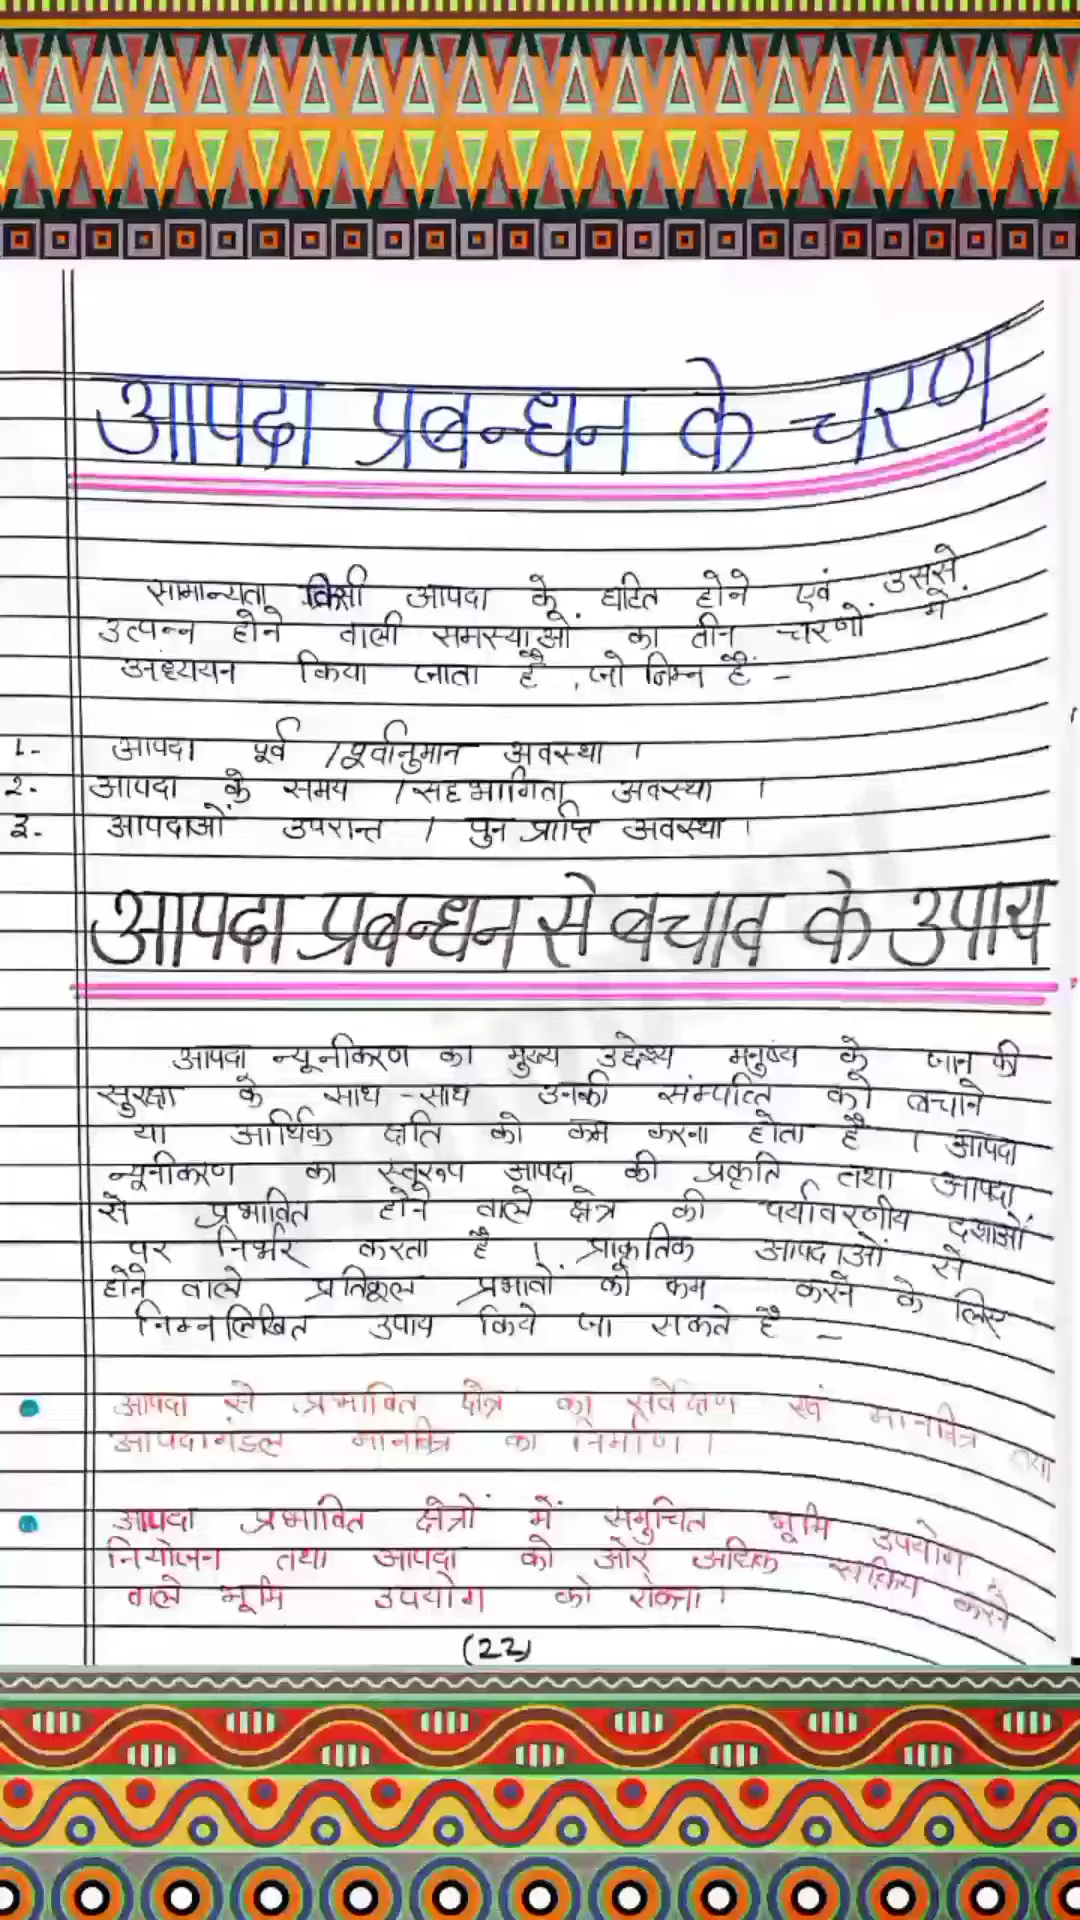 आपदा प्रबन्धन के चरण
सामान्यता किसी आपदा के घटित होने एवं उससे
उत्पन्न होने वाली समस्याओं का तीन चरणों में
अध्ययन किया जाता है, जो निम्न है -
1- आपदा पूर्व / पूर्वानुमान अवस्था ।
2. आपदा के समय / सहभागिता अवस्था ।
3. आपदाओं उपरान्त / पुन प्राप्ति अवस्था ।
आपदा प्रबन्धन से बचाव के उपाय
आपदा न्यूनीकरण का मुख्य उद्देश्य मनुष्य के जान की
सुरक्षा के साथ-साथ उनकी संम्पत्ति को बचाने
या आर्थिक क्षति को कम करना होता है । आपदा
न्यूनीकरण का स्वरूप आपदा की प्रकृति तथा आपदा
से प्रभावित होने वाले क्षेत्र की पर्यावरणीय दशाओं
पर निर्भर करता है । प्राकृतिक आपदाओं से
होने वाले प्रतिकूल प्रभावों को कम करने के लिए
निम्नलिखित उपाय किये जा सकते है -
आपदा से प्रभावित क्षेत्र का सर्वेक्षण एवं मानचित्र तथा
आपदामंडल मानचित्र का निर्माण ।
आपदा प्रभावित क्षेत्रों में समुचित भूमि उपयोग
नियोजन तथा आपदा को ओर अधिक सक्रिय करने
वाले भूमि उपयोग को रोकना ।
(22)